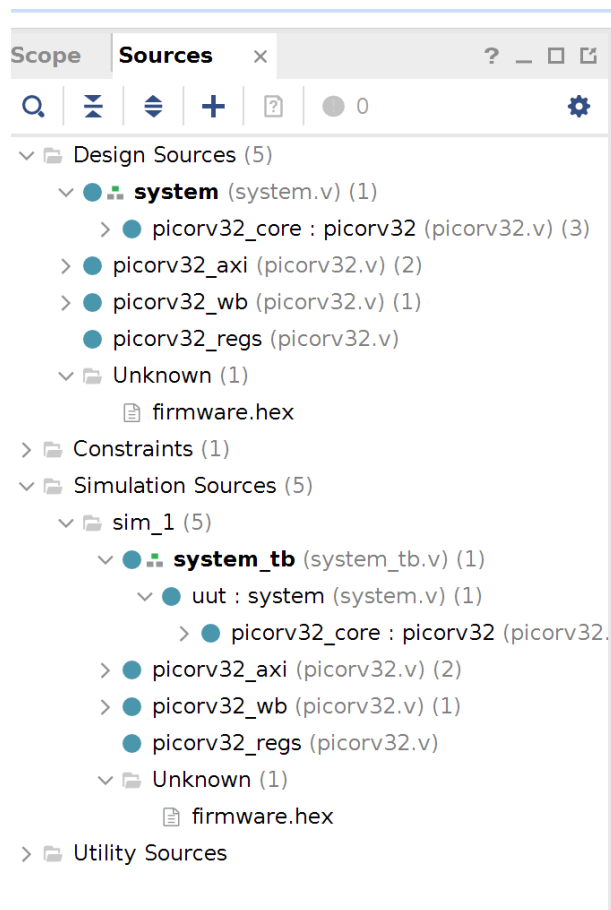 Scope Sources × ?
0
Design Sources (5)
system (system.v) (1)
picorv32_core : picorv32 (picorv32.v) (3)
picorv32_axi (picorv32.v) (2)
picorv32_wb (picorv32.v) (1)
picorv32_regs (picorv32.v)
Unknown (1)
firmware.hex
Constraints (1)
Simulation Sources (5)
sim_1 (5)
system_tb (system_tb.v) (1)
uut : system (system.v) (1)
picorv32_core : picorv32 (picorv32.
picorv32_axi (picorv32.v) (2)
picorv32_wb (picorv32.v) (1)
picorv32_regs (picorv32.v)
Unknown (1)
firmware.hex
Utility Sources